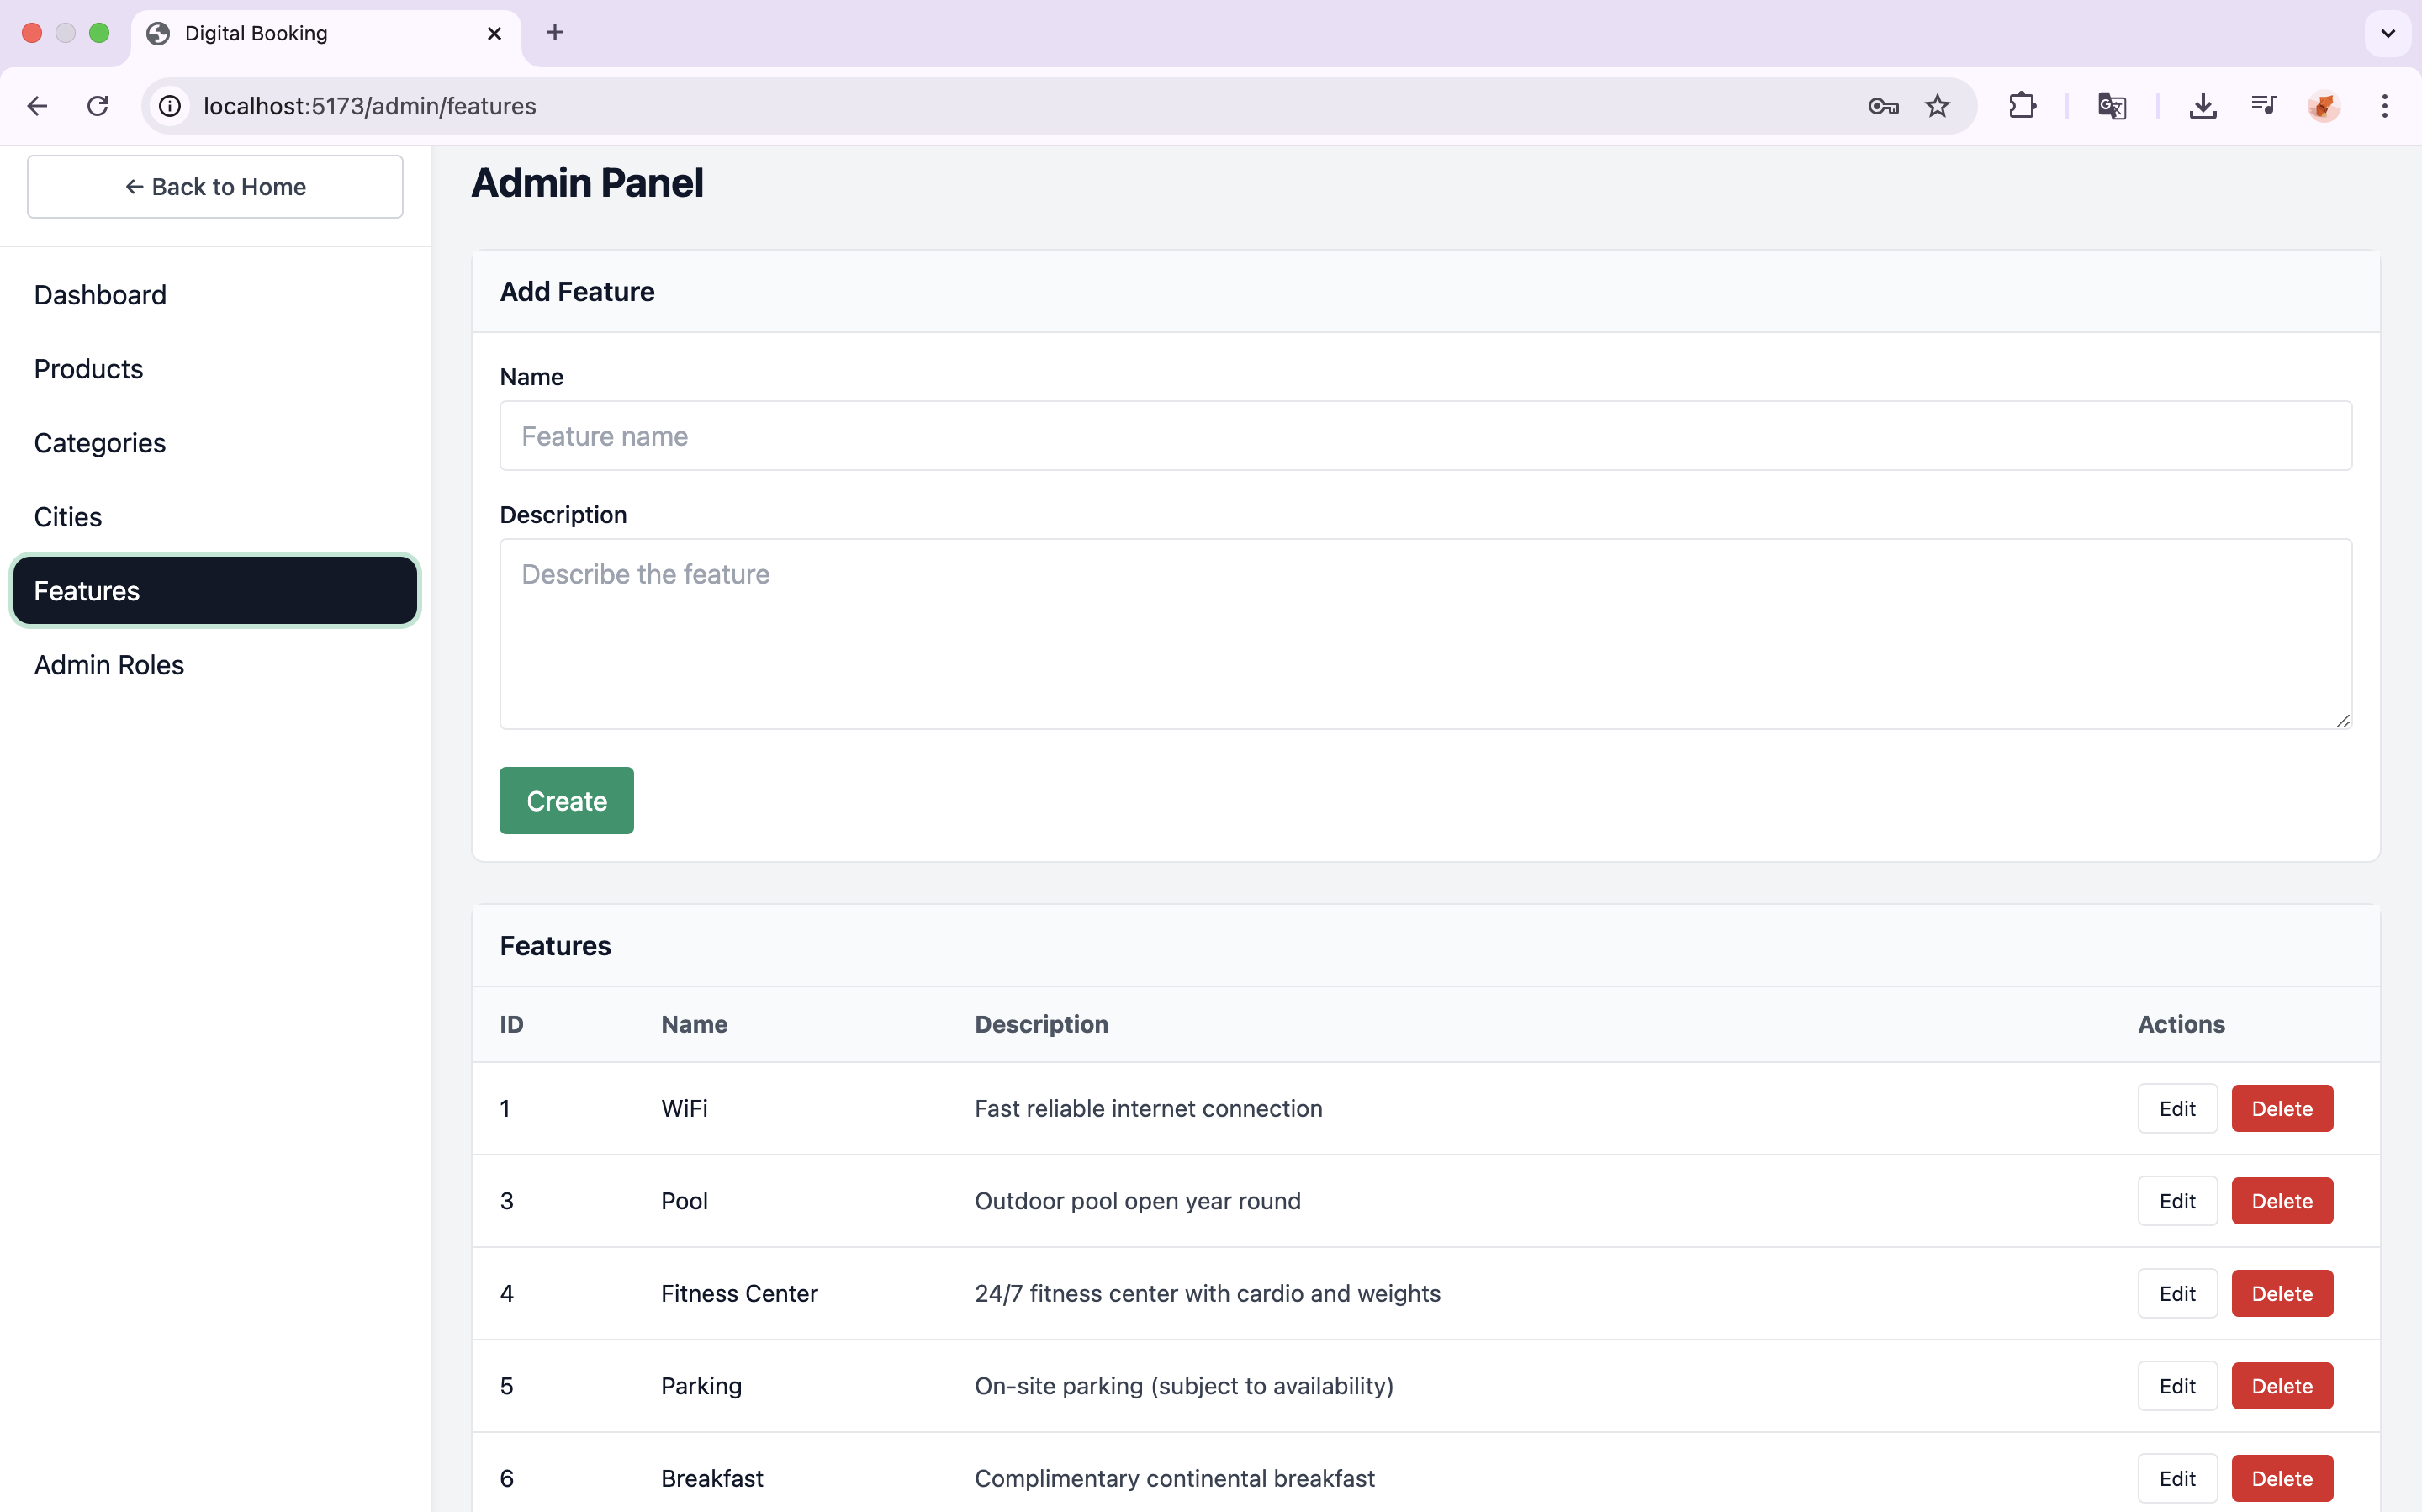 Digital Booking
localhost:5173/admin/features
← Back to Home
Dashboard
Products
Categories
Cities
Features
Admin Roles
Admin Panel
Add Feature
Name
Feature name
Description
Describe the feature
Create
Features
ID Name Description Actions
1 WiFi Fast reliable internet connection Edit Delete
3 Pool Outdoor pool open year round Edit Delete
4 Fitness Center 24/7 fitness center with cardio and weights Edit Delete
5 Parking On-site parking (subject to availability) Edit Delete
6 Breakfast Complimentary continental breakfast Edit Delete